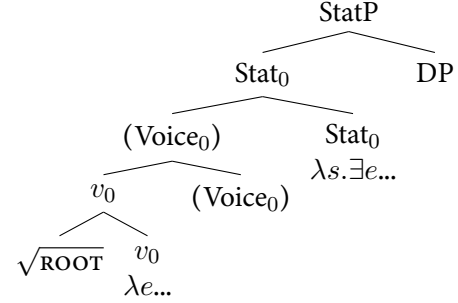 StatP
Stat₀ DP
(Voice₀) Stat₀
λs.∃e...
v₀ (Voice₀)
√ROOT v₀
λe...